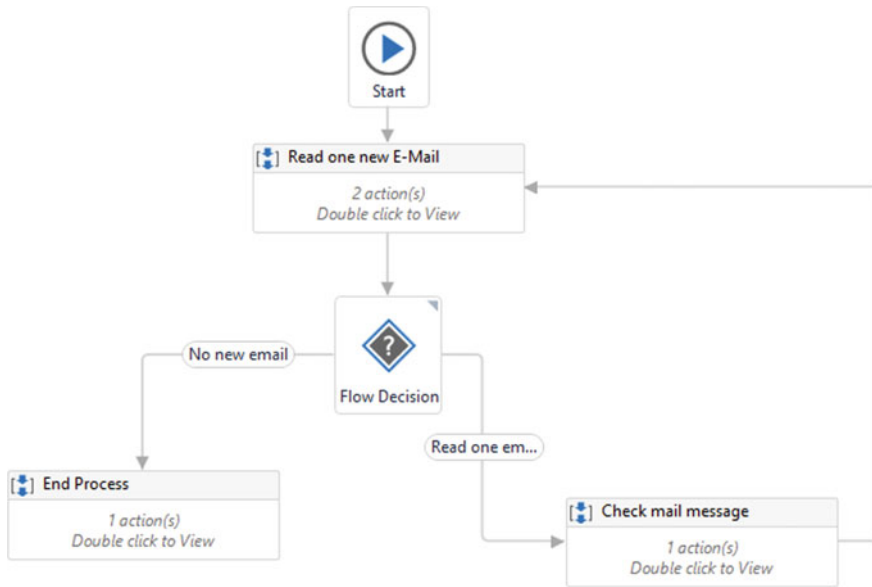 Start
Read one new E-Mail
2 action(s)
Double click to View
No new email
?
Flow Decision
Read one em...
End Process
1 action(s)
Double click to View
Check mail message
1 action(s)
Double click to View